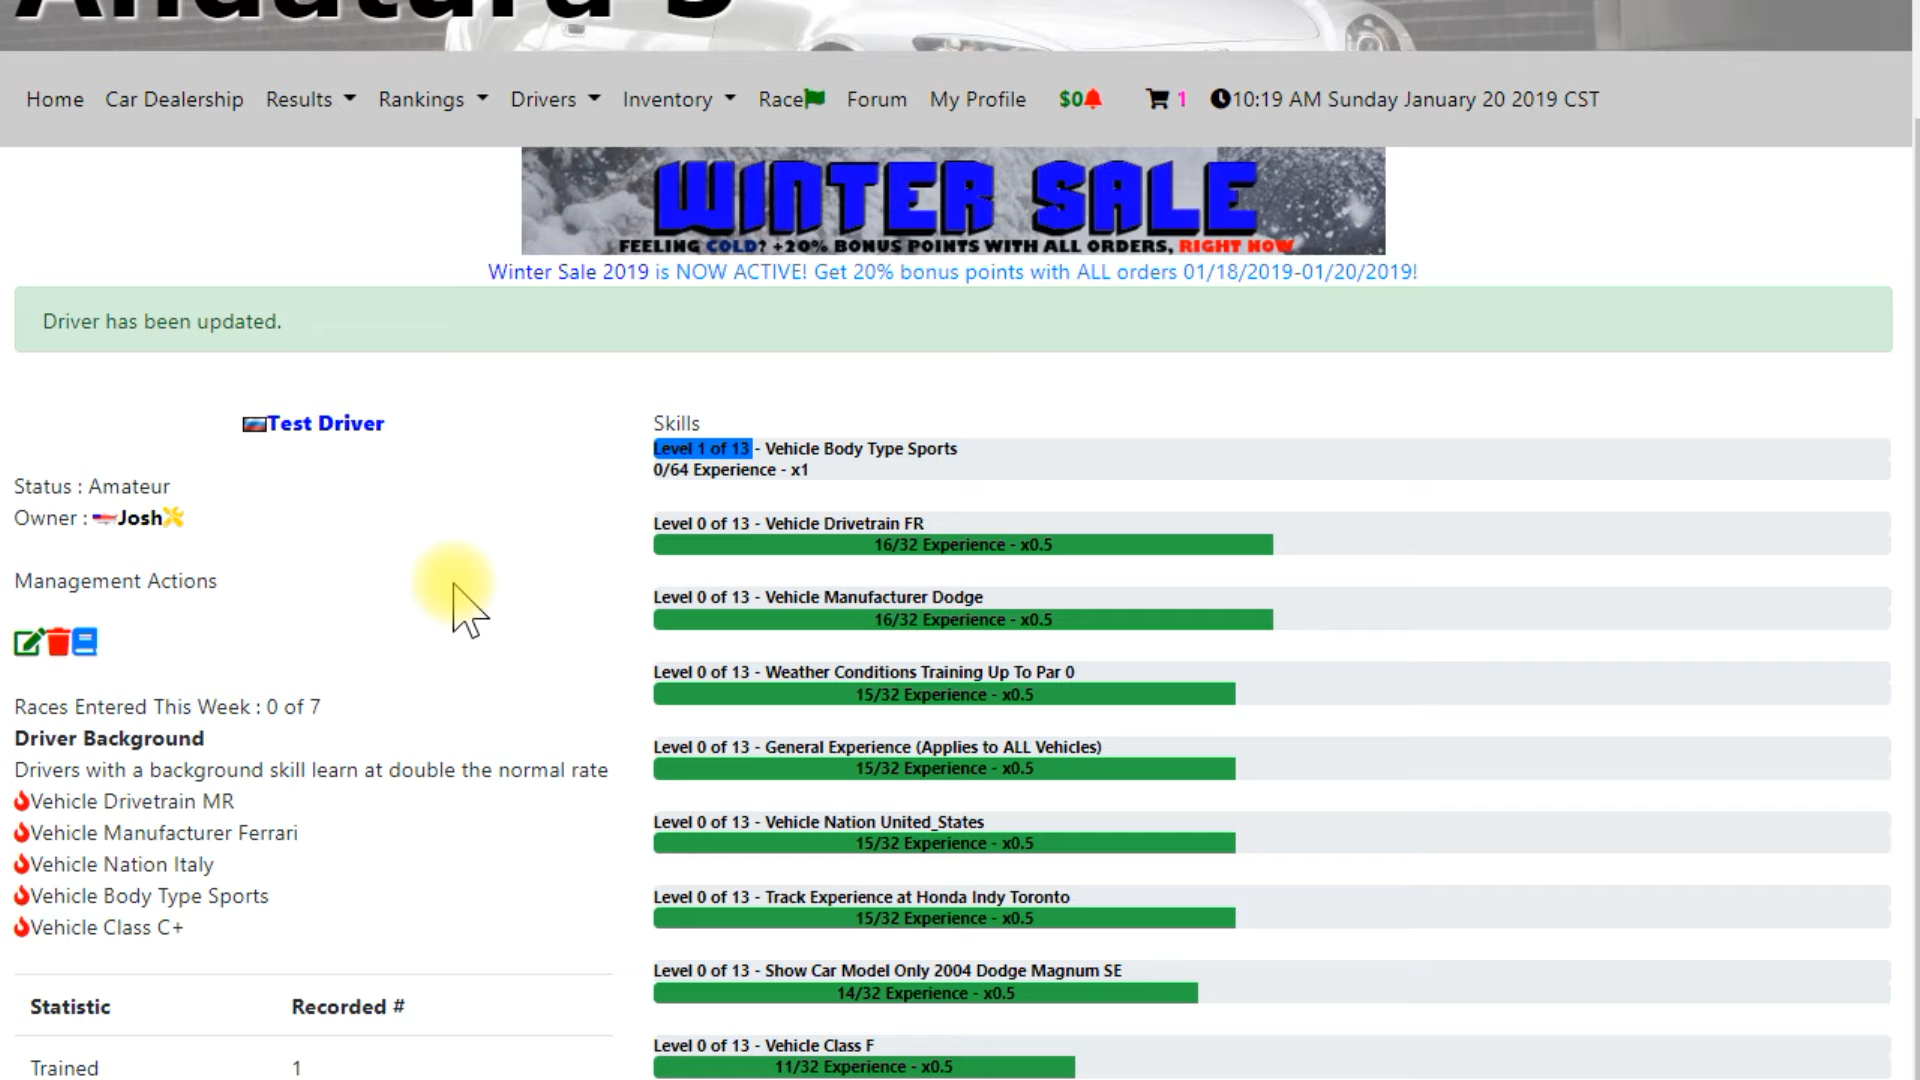 Home Car Dealership Results Rankings Drivers Inventory Race Forum My Profile $0 1 10:19 AM Sunday January 20 2019 CST
WINTER SALE
FEELING COLD? +20% BONUS POINTS WITH ALL ORDERS, RIGHT NOW
Winter Sale 2019 is NOW ACTIVE! Get 20% bonus points with ALL orders 01/18/2019-01/20/2019!
Driver has been updated.
Test Driver
Status : Amateur
Owner : Josh
Management Actions
Races Entered This Week : 0 of 7
Driver Background
Drivers with a background skill learn at double the normal rate
Vehicle Drivetrain MR
Vehicle Manufacturer Ferrari
Vehicle Nation Italy
Vehicle Body Type Sports
Vehicle Class C+
Statistic Recorded #
Trained 1
Skills
Level 1 of 13 - Vehicle Body Type Sports
0/64 Experience - x1
Level 0 of 13 - Vehicle Drivetrain FR
16/32 Experience - x0.5
Level 0 of 13 - Vehicle Manufacturer Dodge
16/32 Experience - x0.5
Level 0 of 13 - Weather Conditions Training Up To Par 0
15/32 Experience - x0.5
Level 0 of 13 - General Experience (Applies to ALL Vehicles)
15/32 Experience - x0.5
Level 0 of 13 - Vehicle Nation United_States
15/32 Experience - x0.5
Level 0 of 13 - Track Experience at Honda Indy Toronto
15/32 Experience - x0.5
Level 0 of 13 - Show Car Model Only 2004 Dodge Magnum SE
14/32 Experience - x0.5
Level 0 of 13 - Vehicle Class F
11/32 Experience - x0.5